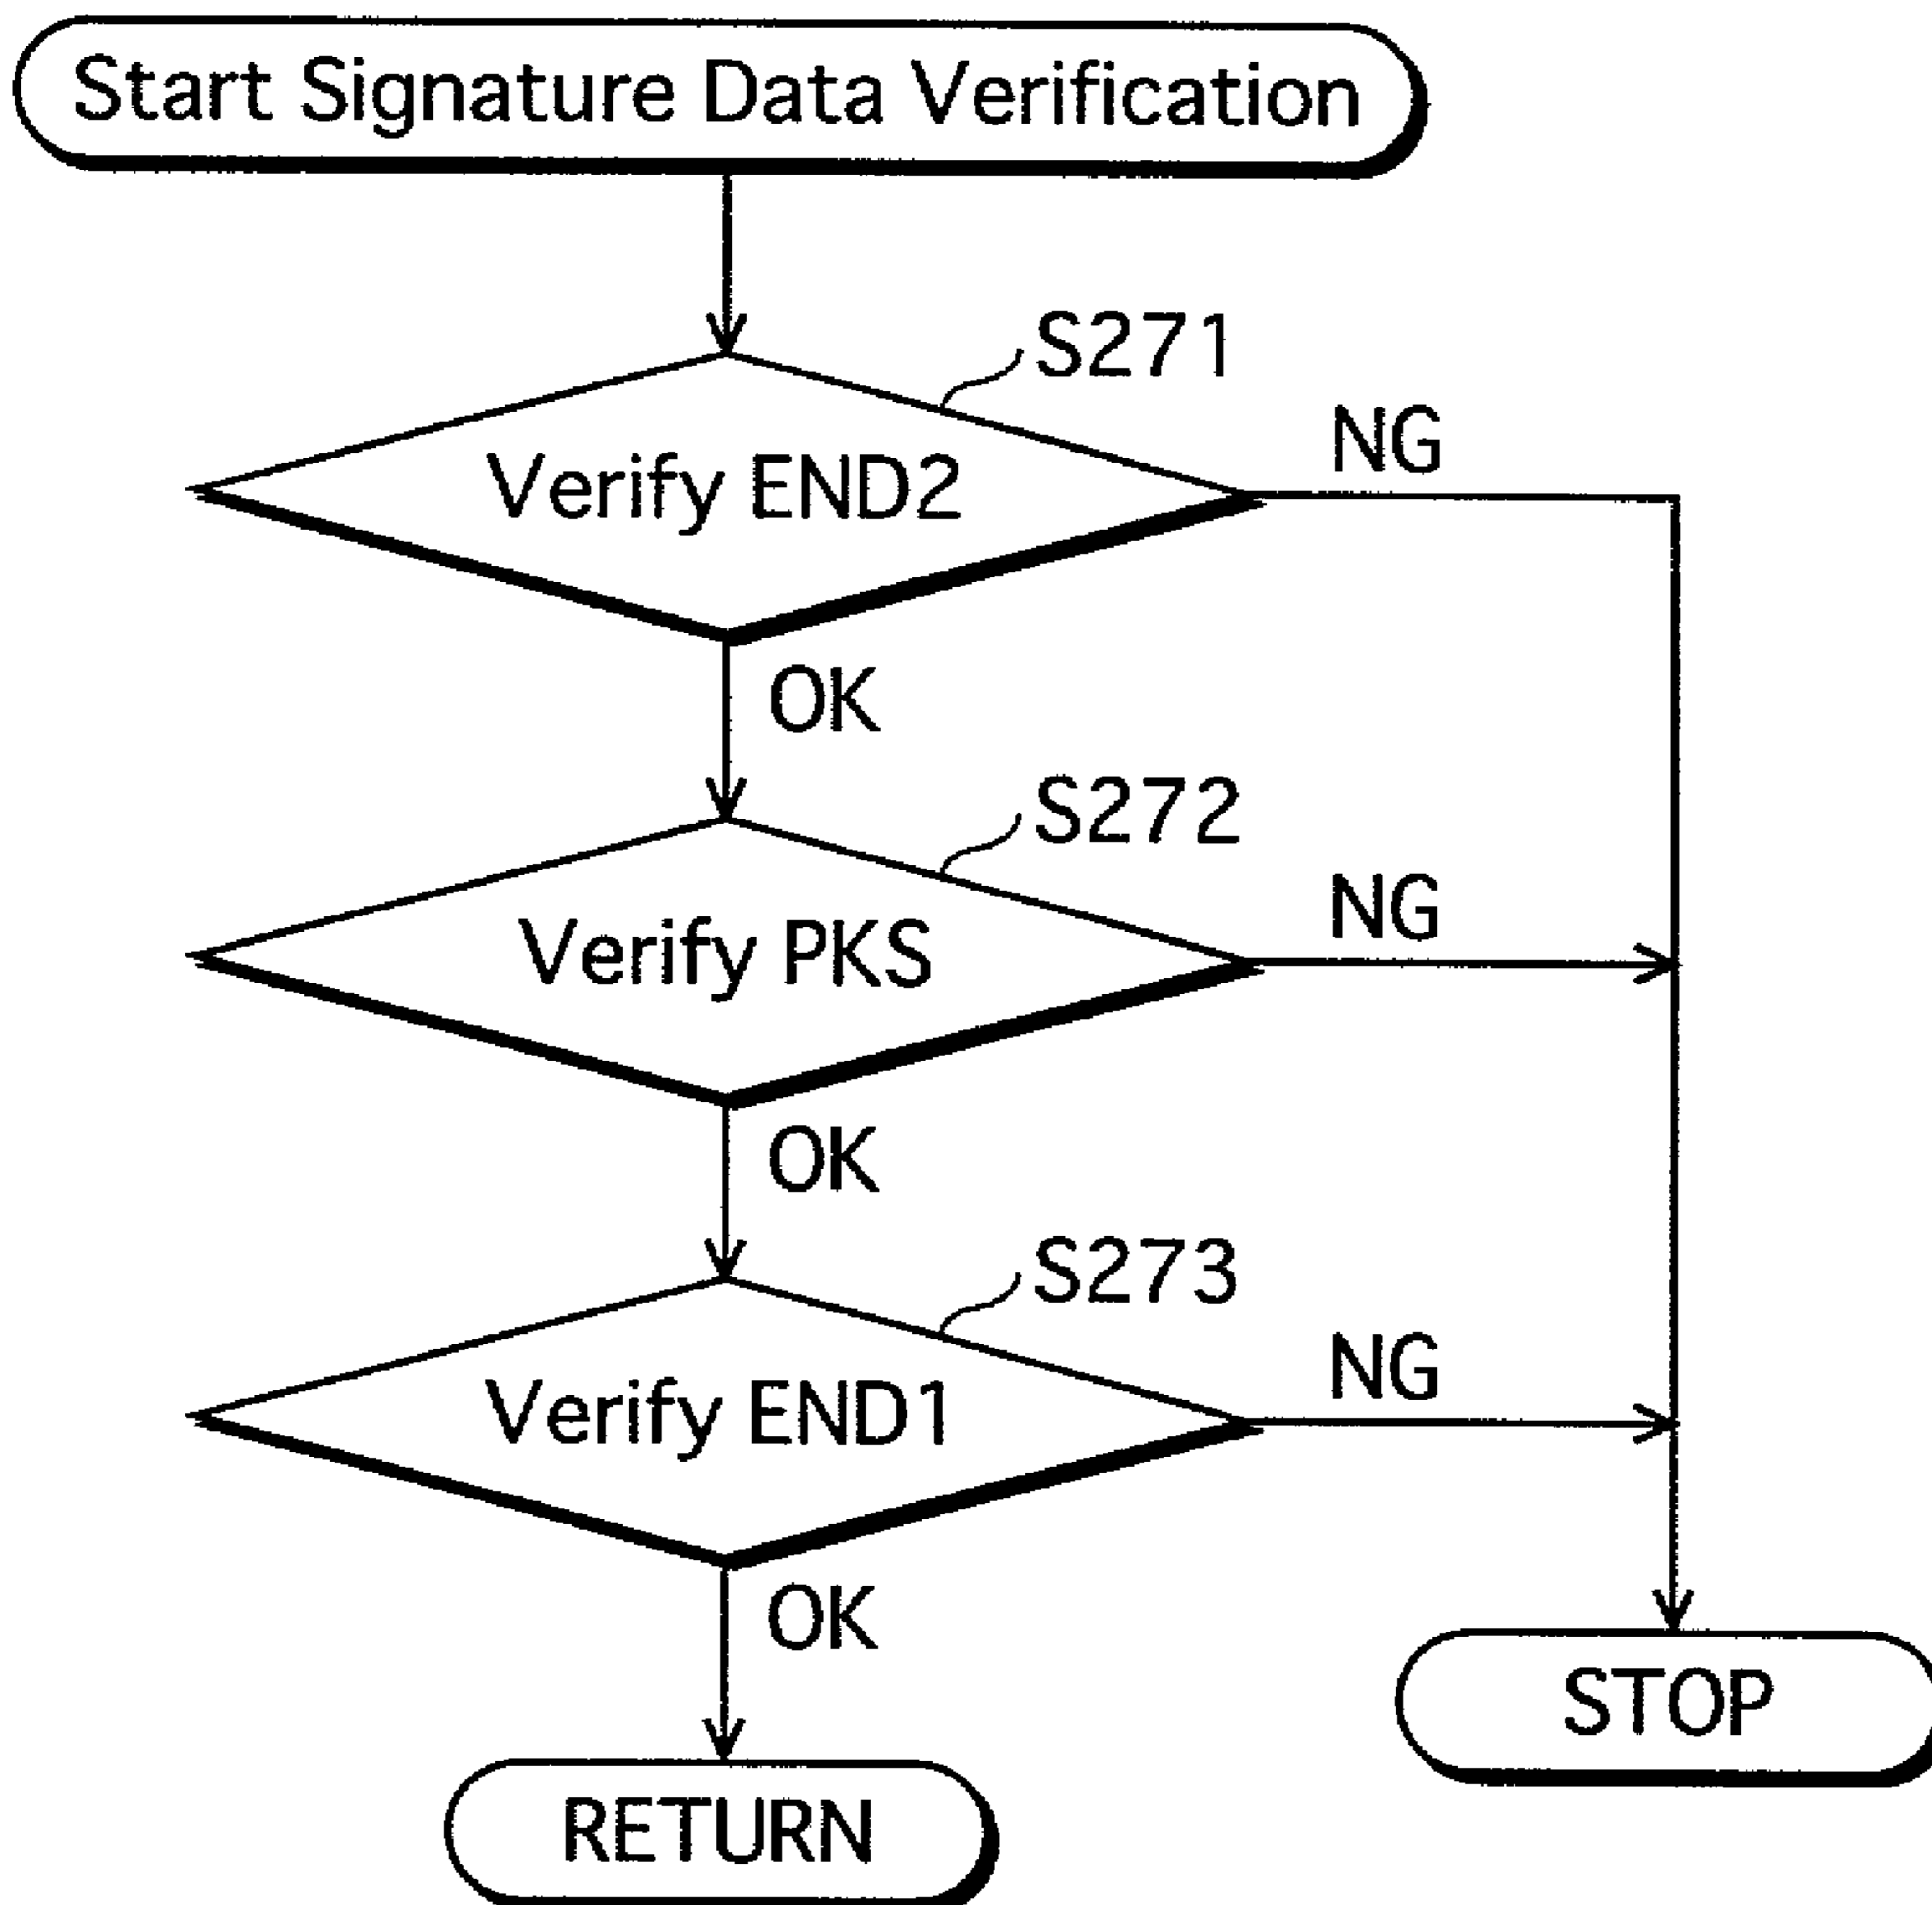 Start Signature Data Verification
S271
NG
Verify END2
OK
S272
NG
Verify PKS
OK
S273
NG
Verify END1
OK
STOP
RETURN